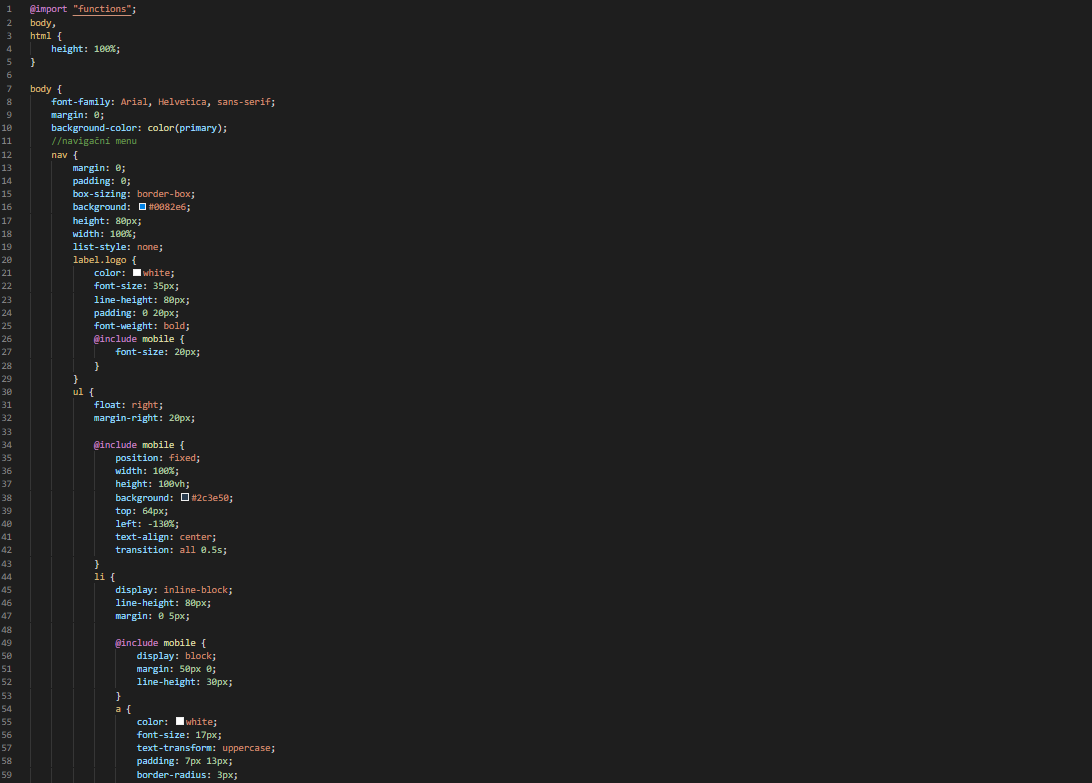 1 @import "functions";
2 body,
3 html {
4 height: 100%;
5 }
6
7 body {
8 font-family: Arial, Helvetica, sans-serif;
9 margin: 0;
10 background-color: color(primary);
11 //navigační menu
12 nav {
13 margin: 0;
14 padding: 0;
15 box-sizing: border-box;
16 background: #0082e6;
17 height: 80px;
18 width: 100%;
19 list-style: none;
20 label.logo {
21 color: white;
22 font-size: 35px;
23 line-height: 80px;
24 padding: 0 20px;
25 font-weight: bold;
26 @include mobile {
27 font-size: 20px;
28 }
29 }
30 ul {
31 float: right;
32 margin-right: 20px;
33
34 @include mobile {
35 position: fixed;
36 width: 100%;
37 height: 100vh;
38 background: #2c3e50;
39 top: 64px;
40 left: -130%;
41 text-align: center;
42 transition: all 0.5s;
43 }
44 li {
45 display: inline-block;
46 line-height: 80px;
47 margin: 0 5px;
48
49 @include mobile {
50 display: block;
51 margin: 50px 0;
52 line-height: 30px;
53 }
54 a {
55 color: white;
56 font-size: 17px;
57 text-transform: uppercase;
58 padding: 7px 13px;
59 border-radius: 3px;